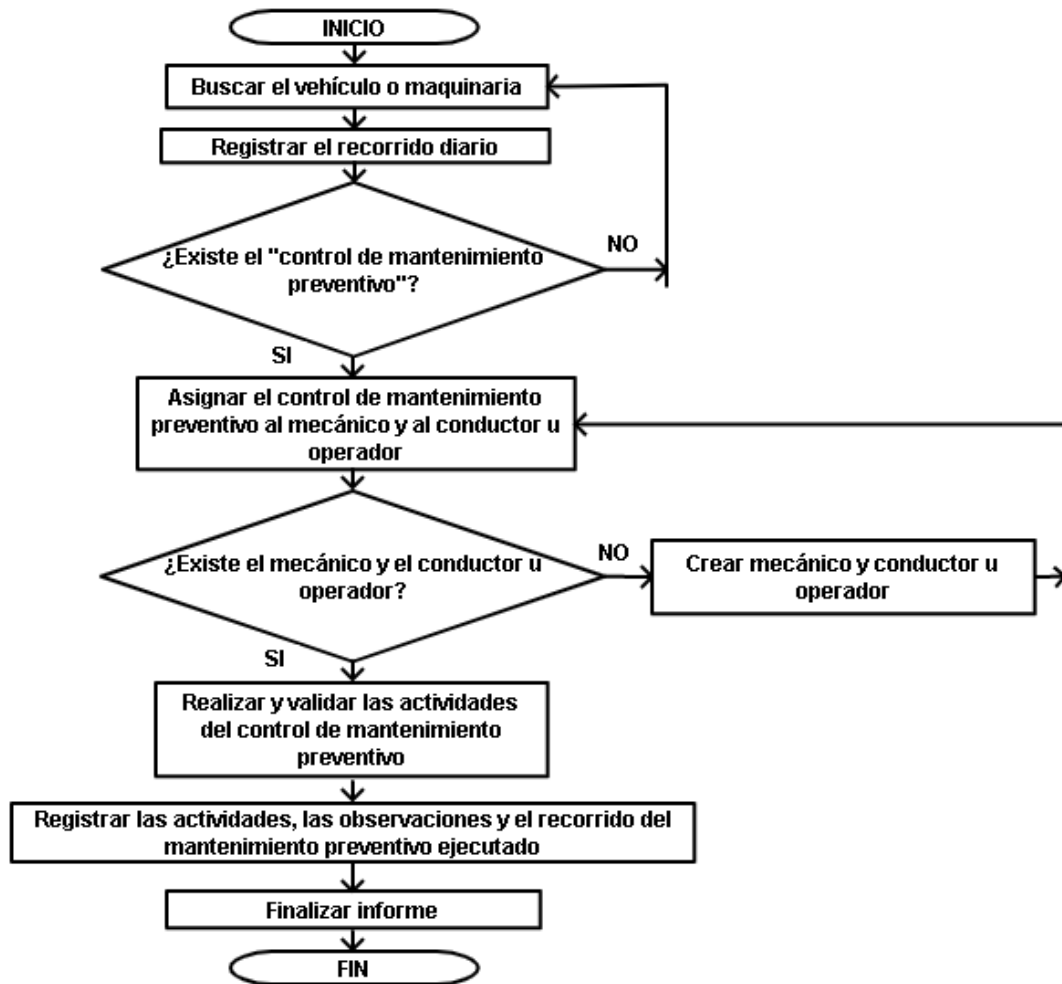 INICIO
Buscar el vehículo o maquinaria
Registrar el recorrido diario
¿Existe el "control de mantenimiento
preventivo"?
NO
SI
Asignar el control de mantenimiento
preventivo al mecánico y al conductor u
operador
¿Existe el mecánico y el conductor u
operador?
NO
Crear mecánico y conductor u
operador
SI
Realizar y validar las actividades
del control de mantenimiento
preventivo
Registrar las actividades, las observaciones y el recorrido del
mantenimiento preventivo ejecutado
Finalizar informe
FIN